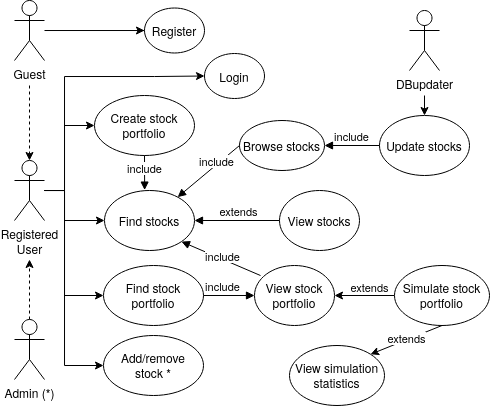 Register
Guest
Login
DBupdater
Create stock
portfolio
Browse stocks
include
Update stocks
include
include
Find stocks
extends
View stocks
Registered
User
include
Find stock
portfolio
include
View stock
portfolio
extends
Simulate stock
portfolio
extends
Add/remove
stock *
View simulation
statistics
Admin (*)